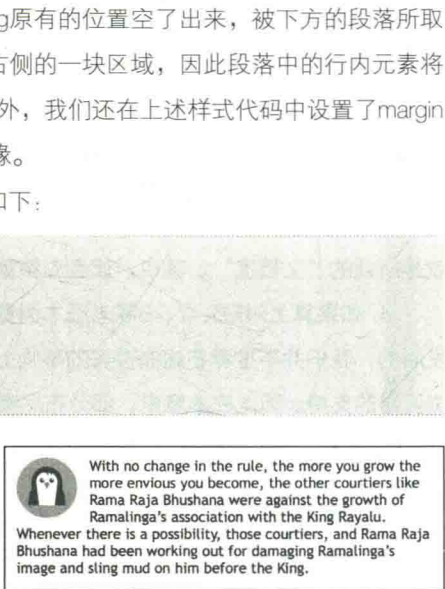 g原有的位置空了出来，被下方的段落所取
右侧的一块区域，因此段落中的行内元素将
外，我们还在上述样式代码中设置了margin
缘。
如下：
With no change in the rule, the more you grow the
more envious you become, the other courtiers like
Rama Raja Bhushana were against the growth of
Ramalinga's association with the King Rayalu.
Whenever there is a possibility, those courtiers, and Rama Raja
Bhushana had been working out for damaging Ramalinga's
image and sling mud on him before the King.